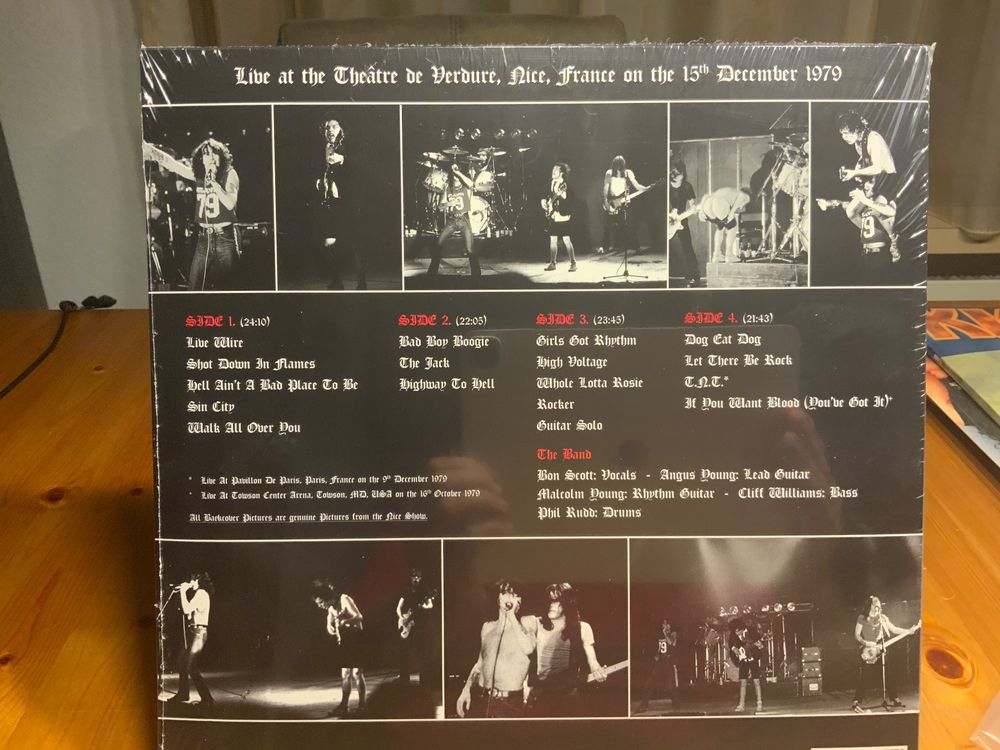 Live at the Theâtre de Verdure, Nice, France on the 15th December 1979
79
79
9
SIDE 1. (24:10)
Live Wire
Shot Down In Flames
Hell Ain't A Bad Place To Be
Sin City
Walk All Over You
SIDE 2. (22:05)
Bad Boy Boogie
The Jack
Highway To Hell
SIDE 3. (23:45)
Girls Got Rhythm
High Voltage
Whole Lotta Rosie
Rocker
Guitar Solo
SIDE 4. (21:43)
Dog Eat Dog
Let There Be Rock
T.N.T.*
If You Want Blood (You've Got It)+
The Band
Bon Scott: Vocals - Angus Young: Lead Guitar
Malcolm Young: Rhythm Guitar - Cliff Williams: Bass
Phil Rudd: Drums
* Live At Pavillon De Paris, Paris, France on the 9th December 1979
Live At Towson Center Arena, Towson, MD, USA on the 16th October 1979
All Backcover Pictures are genuine Pictures from the Nice Show.
79